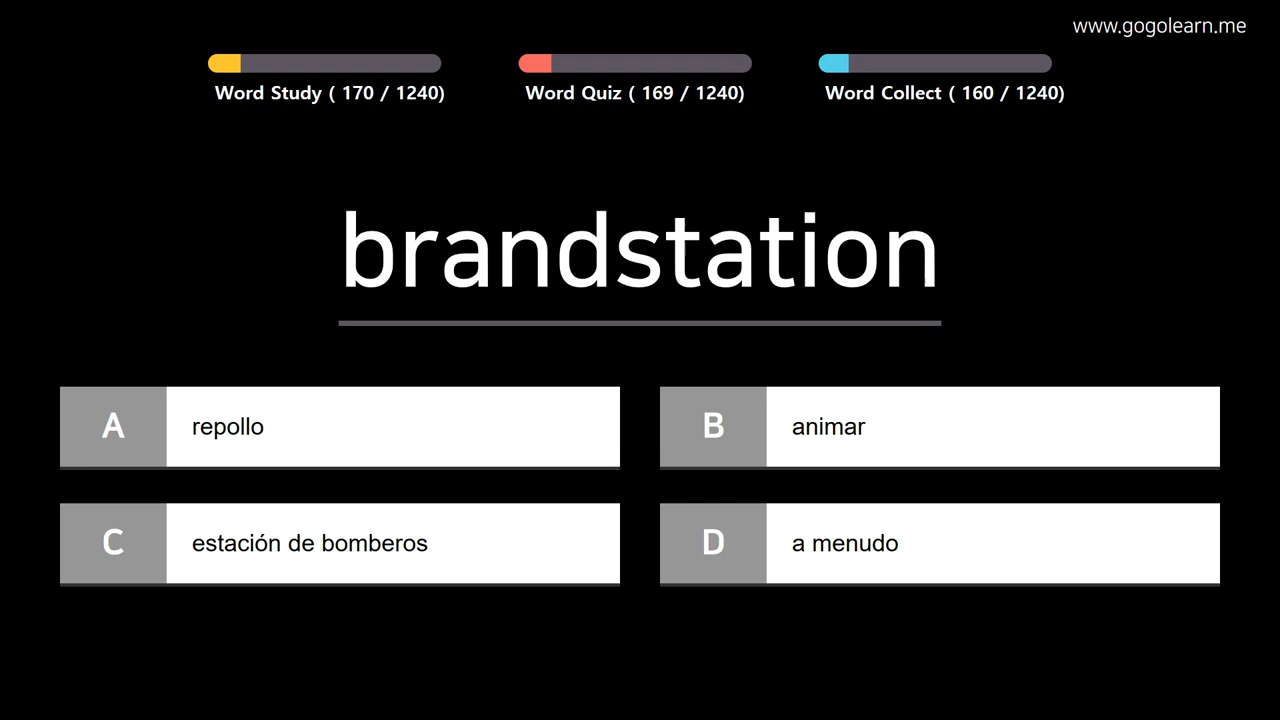 www.gogolearn.me
Word Study ( 170 / 1240)
Word Quiz ( 169 / 1240)
Word Collect ( 160 / 1240)
brandstation
A
repollo
B
animar
C
estación de bomberos
D
a menudo